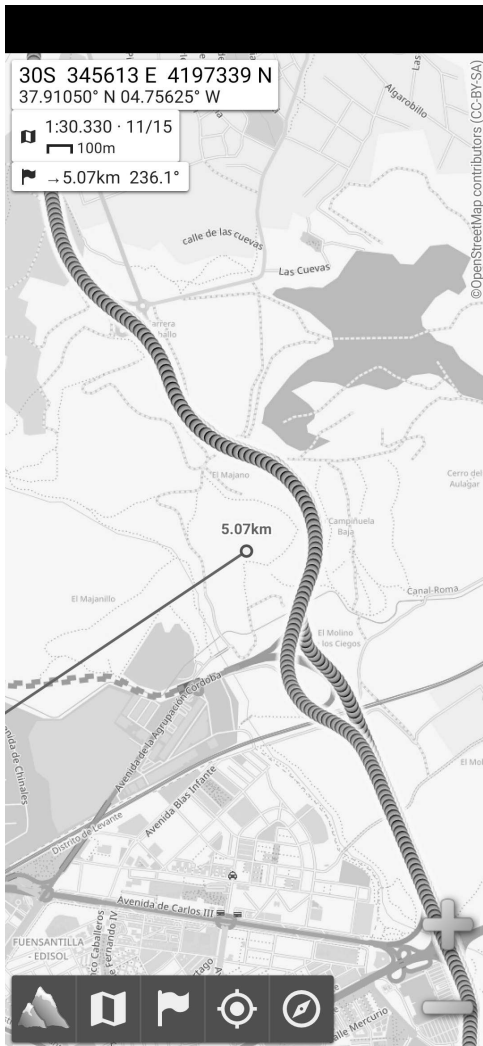 30S 345613 E 4197339 N
37.91050° N 04.75625° W
1:30.330 · 11/15
100m
→5.07km 236.1°
Las
Algarobillo
©OpenStreetMap contributors (CC-BY-SA)
calle de las cuevas
Las Cuevas
El Majano
Cerro del
Aulagar
Campiñuela
Baja
5.07km
Canal-Roma
El Majanillo
El Molino
los Ciegos
Avenida de la Agrupación Córdoba
Avenida Blas Infante
Distrito de Levante
Avenida de Carlos III
FUENSANTILLA
- EDISOL